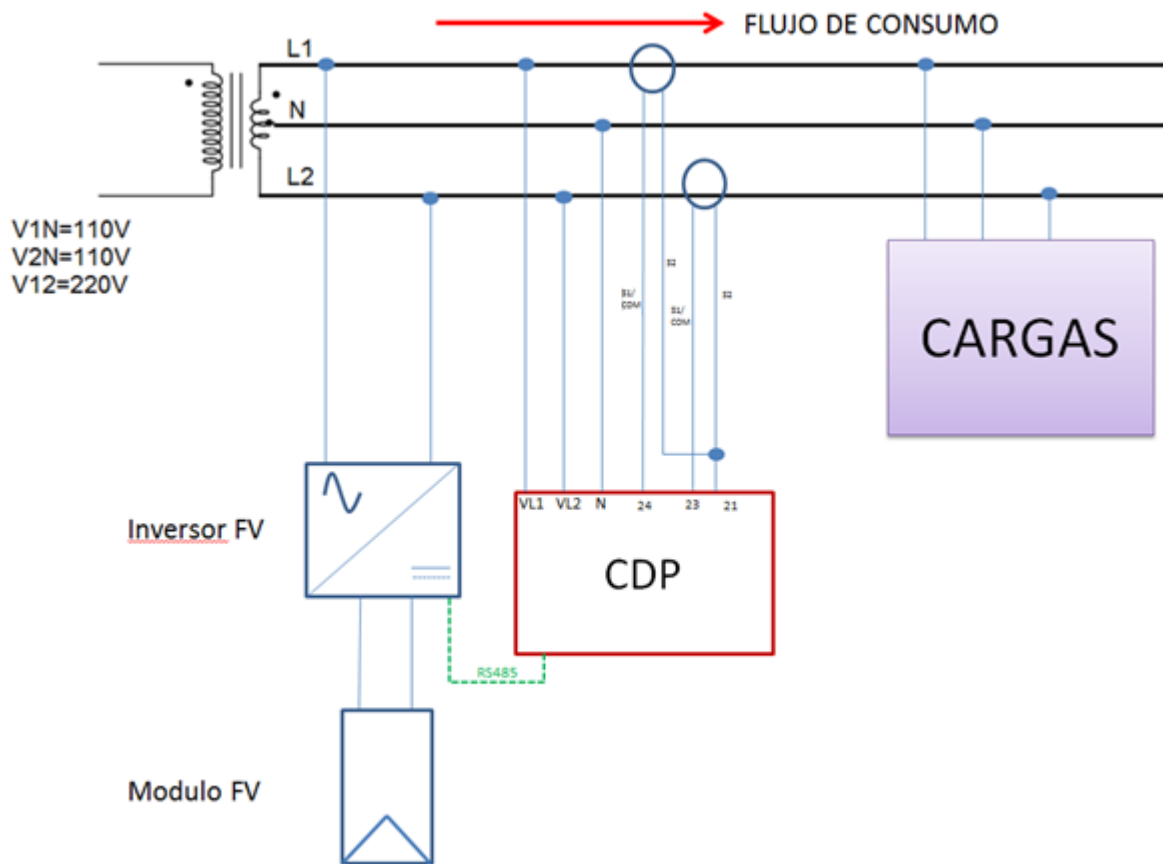 FLUJO DE CONSUMO
L1
N
L2
V1N=110V
V2N=110V
V12=220V
S1/
COM
S2
S1/
COM
S2
CARGAS
Inversor FV
VL1 VL2 N 24 23 21
CDP
RS485
Modulo FV